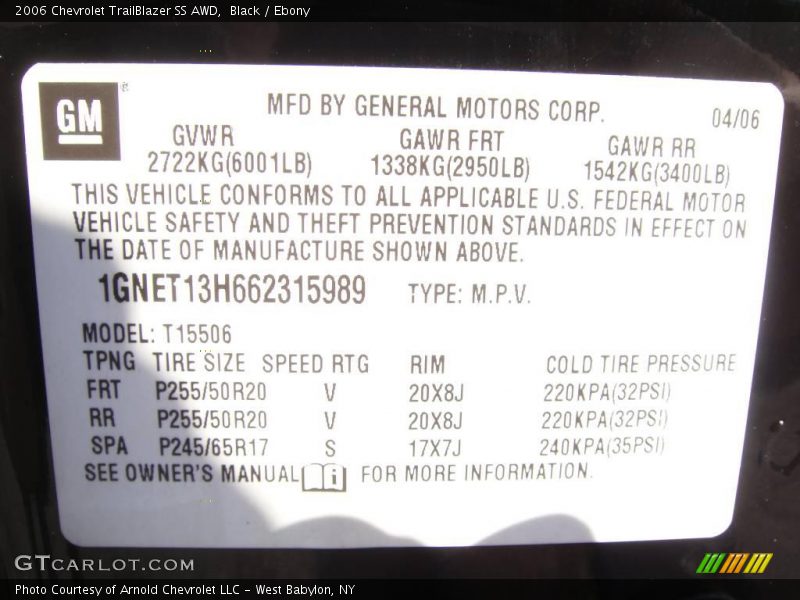 2006 Chevrolet TrailBlazer SS AWD, Black / Ebony
GM ®
MFD BY GENERAL MOTORS CORP. 04/06
GVWR GAWR FRT GAWR RR
2722KG(6001LB) 1338KG(2950LB) 1542KG(3400LB)
THIS VEHICLE CONFORMS TO ALL APPLICABLE U.S. FEDERAL MOTOR
VEHICLE SAFETY AND THEFT PREVENTION STANDARDS IN EFFECT ON
THE DATE OF MANUFACTURE SHOWN ABOVE.
1GNET13H662315989 TYPE: M.P.V.
MODEL: T15506
TPNG TIRE SIZE SPEED RTG RIM COLD TIRE PRESSURE
FRT P255/50R20 V 20X8J 220KPA(32PSI)
RR P255/50R20 V 20X8J 220KPA(32PSI)
SPA P245/65R17 S 17X7J 240KPA(35PSI)
SEE OWNER'S MANUAL i FOR MORE INFORMATION.
GTCARLOT.COM
Photo Courtesy of Arnold Chevrolet LLC - West Babylon, NY